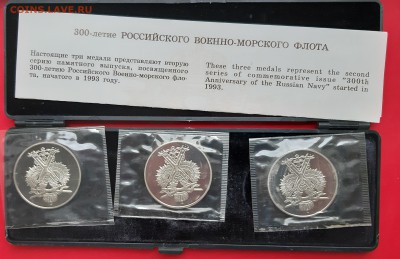 COINSS.RU
300-летие РОССИЙСКОГО ВОЕННО-МОРСКОГО ФЛОТА
Настоящие три медали представляют вторую
серию памятного выпуска, посвященного
300-летию Российского Военно-морского фло-
та, начатого в 1993 году.
These three medals represent the second
series of commemorative issue "300th
Anniversary of the Russian Navy" started in
1993.